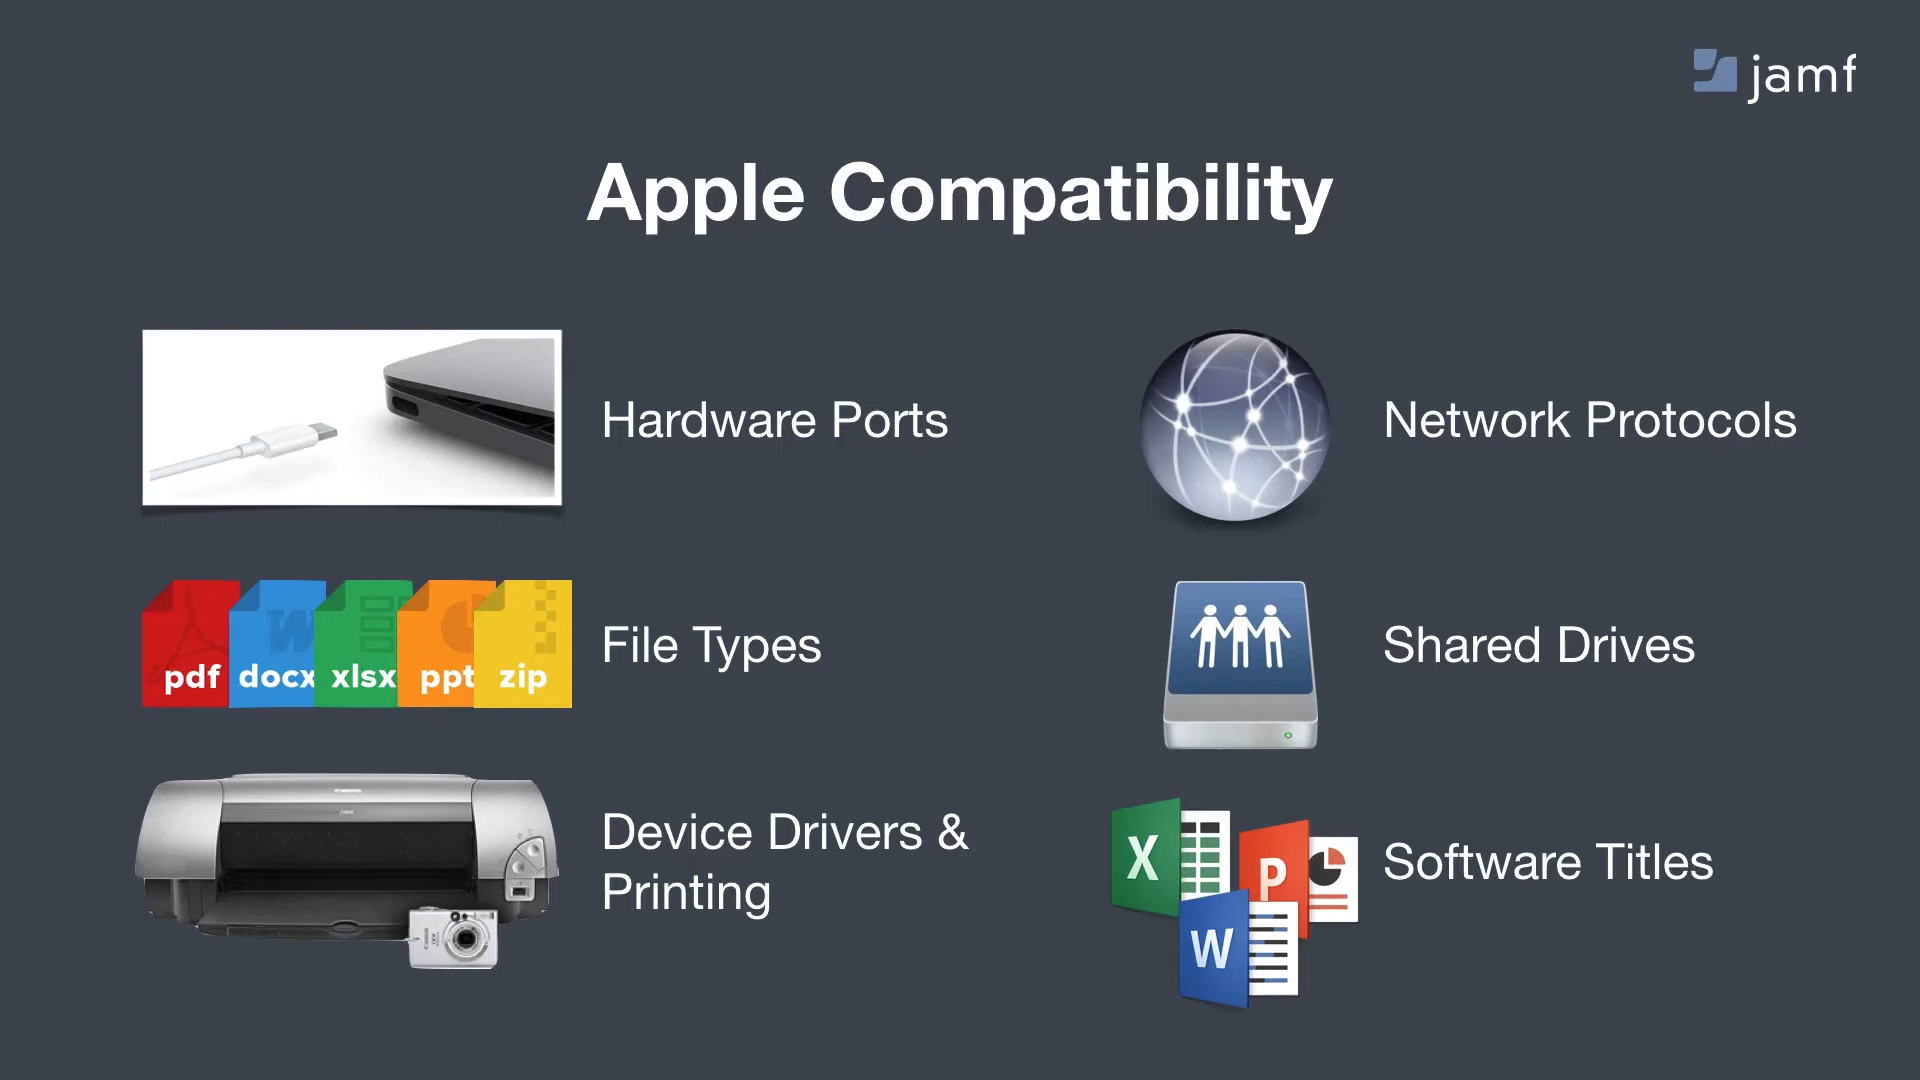 jamf
Apple Compatibility
Hardware Ports
Network Protocols
pdf docx xlsx ppt zip
File Types
Shared Drives
Device Drivers &
Printing
X
P
W
Software Titles